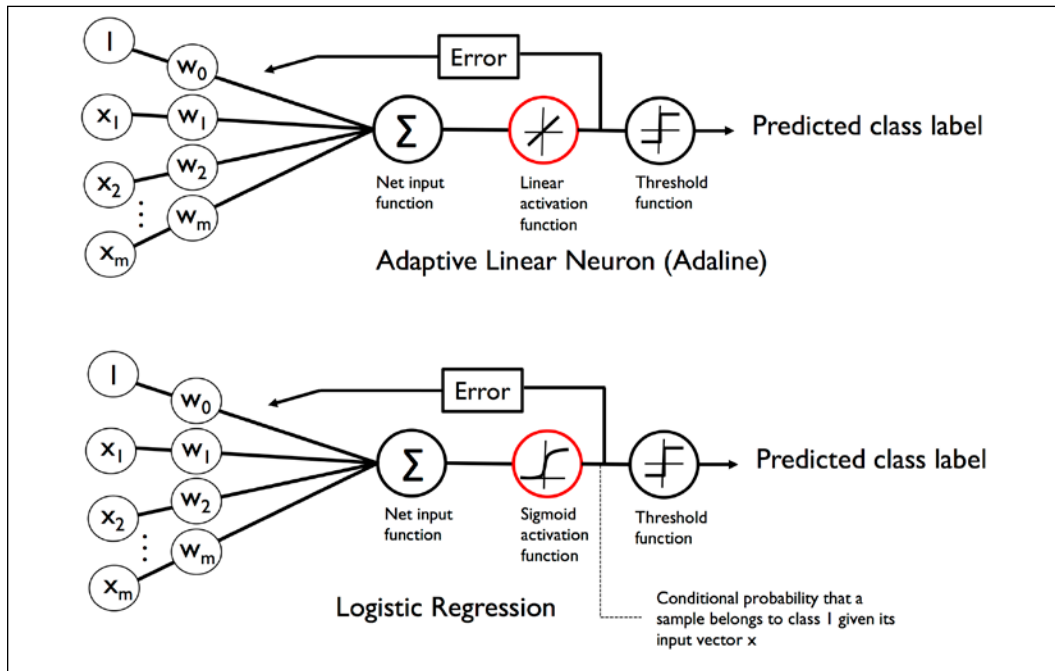 1
w0
x1
w1
x2
w2
wm
xm
Error
Σ
Net input
function
Linear
activation
function
Threshold
function
Predicted class label
Adaptive Linear Neuron (Adaline)
1
w0
x1
w1
x2
w2
wm
xm
Error
Σ
Net input
function
Sigmoid
activation
function
Threshold
function
Predicted class label
Logistic Regression
Conditional probability that a
sample belongs to class 1 given its
input vector x